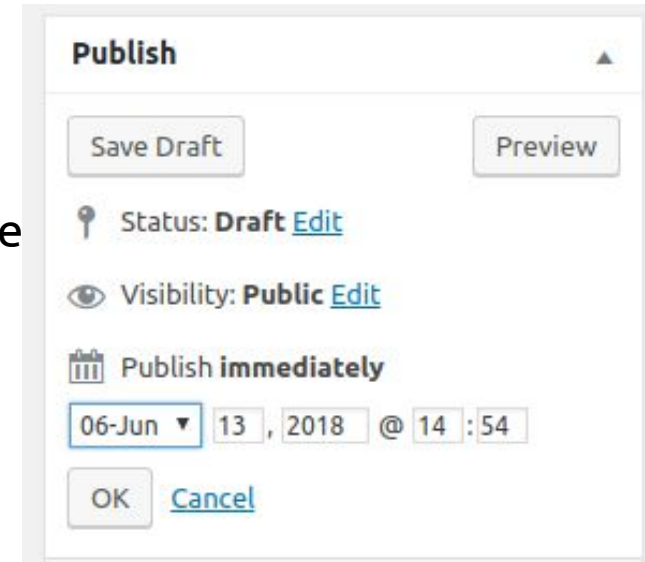 Publish
Save Draft Preview
e
Status: Draft Edit
Visibility: Public Edit
Publish immediately
06-Jun 13 , 2018 @ 14 : 54
OK Cancel